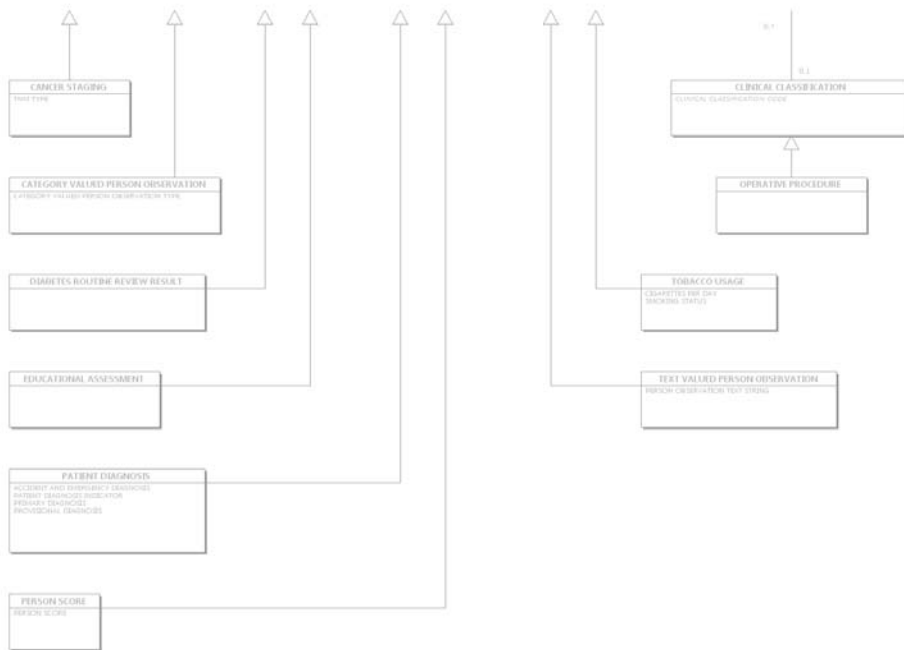 0..*
0..1
CANCER STAGING
TNM TYPE
CLINICAL CLASSIFICATION
CLINICAL CLASSIFICATION CODE
CATEGORY VALUED PERSON OBSERVATION
CATEGORY VALUED PERSON OBSERVATION TYPE
OPERATIVE PROCEDURE
DIABETES ROUTINE REVIEW RESULT
TOBACCO USAGE
CIGARETTES PER DAY
SMOKING STATUS
EDUCATIONAL ASSESSMENT
TEXT VALUED PERSON OBSERVATION
PERSON OBSERVATION TEXT STRING
PATIENT DIAGNOSIS
ACCIDENT AND EMERGENCY DIAGNOSIS
PATIENT DIAGNOSIS INDICATOR
PRIMARY DIAGNOSIS
PROVISIONAL DIAGNOSIS
PERSON SCORE
PERSON SCORE